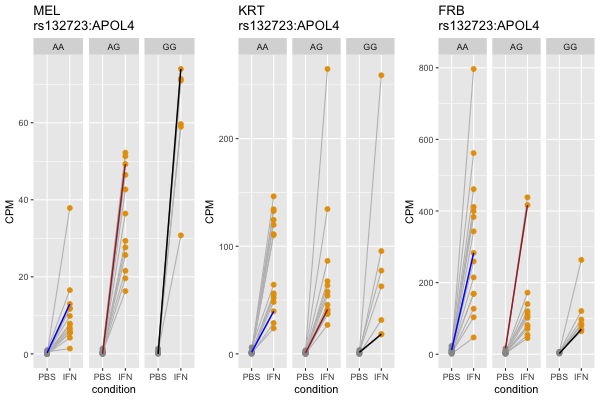 MEL
rs132723:APOL4
AA AG GG
60
40
20
0
CPM
PBS IFN PBS IFN PBS IFN
condition
KRT
rs132723:APOL4
AA AG GG
200
100
0
CPM
PBS IFN PBS IFN PBS IFN
condition
FRB
rs132723:APOL4
AA AG GG
800
600
400
200
0
CPM
PBS IFN PBS IFN PBS IFN
condition